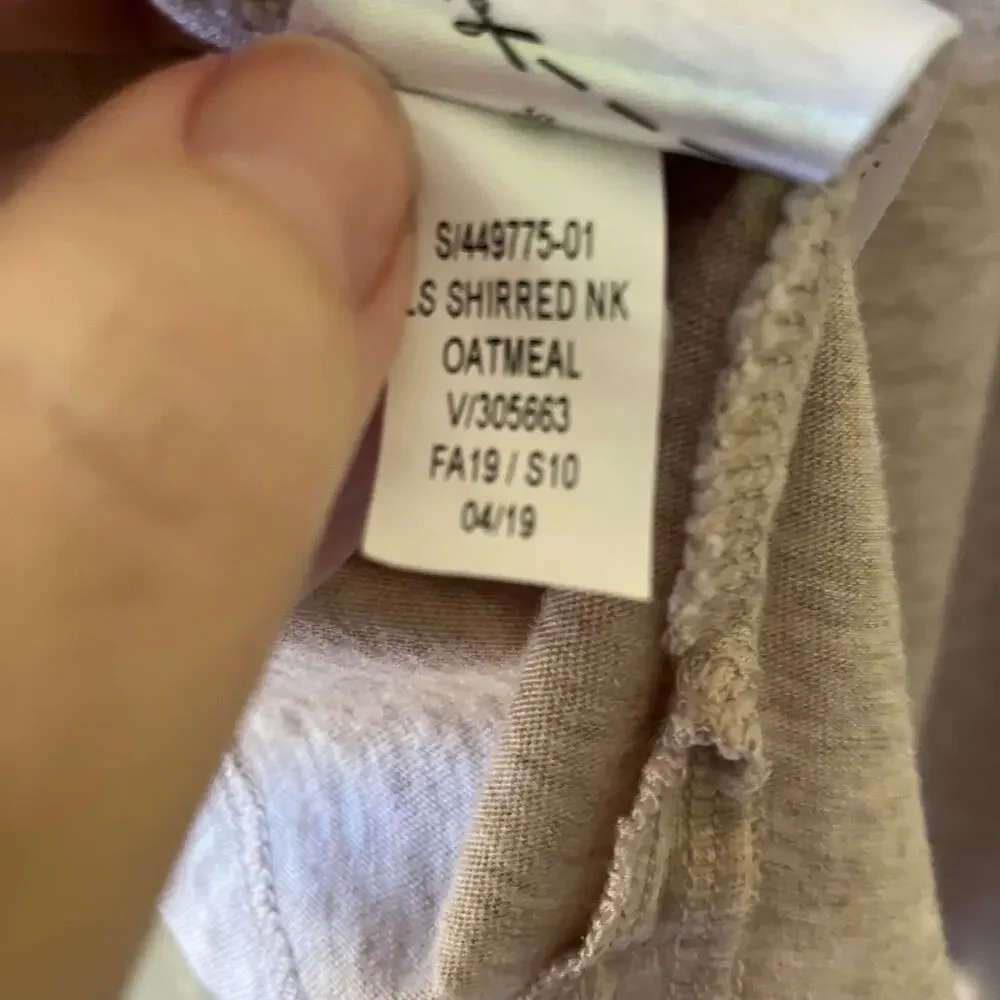 S/449775-01
LS SHIRRED NK
OATMEAL
V/305663
FA19 / S10
04/19